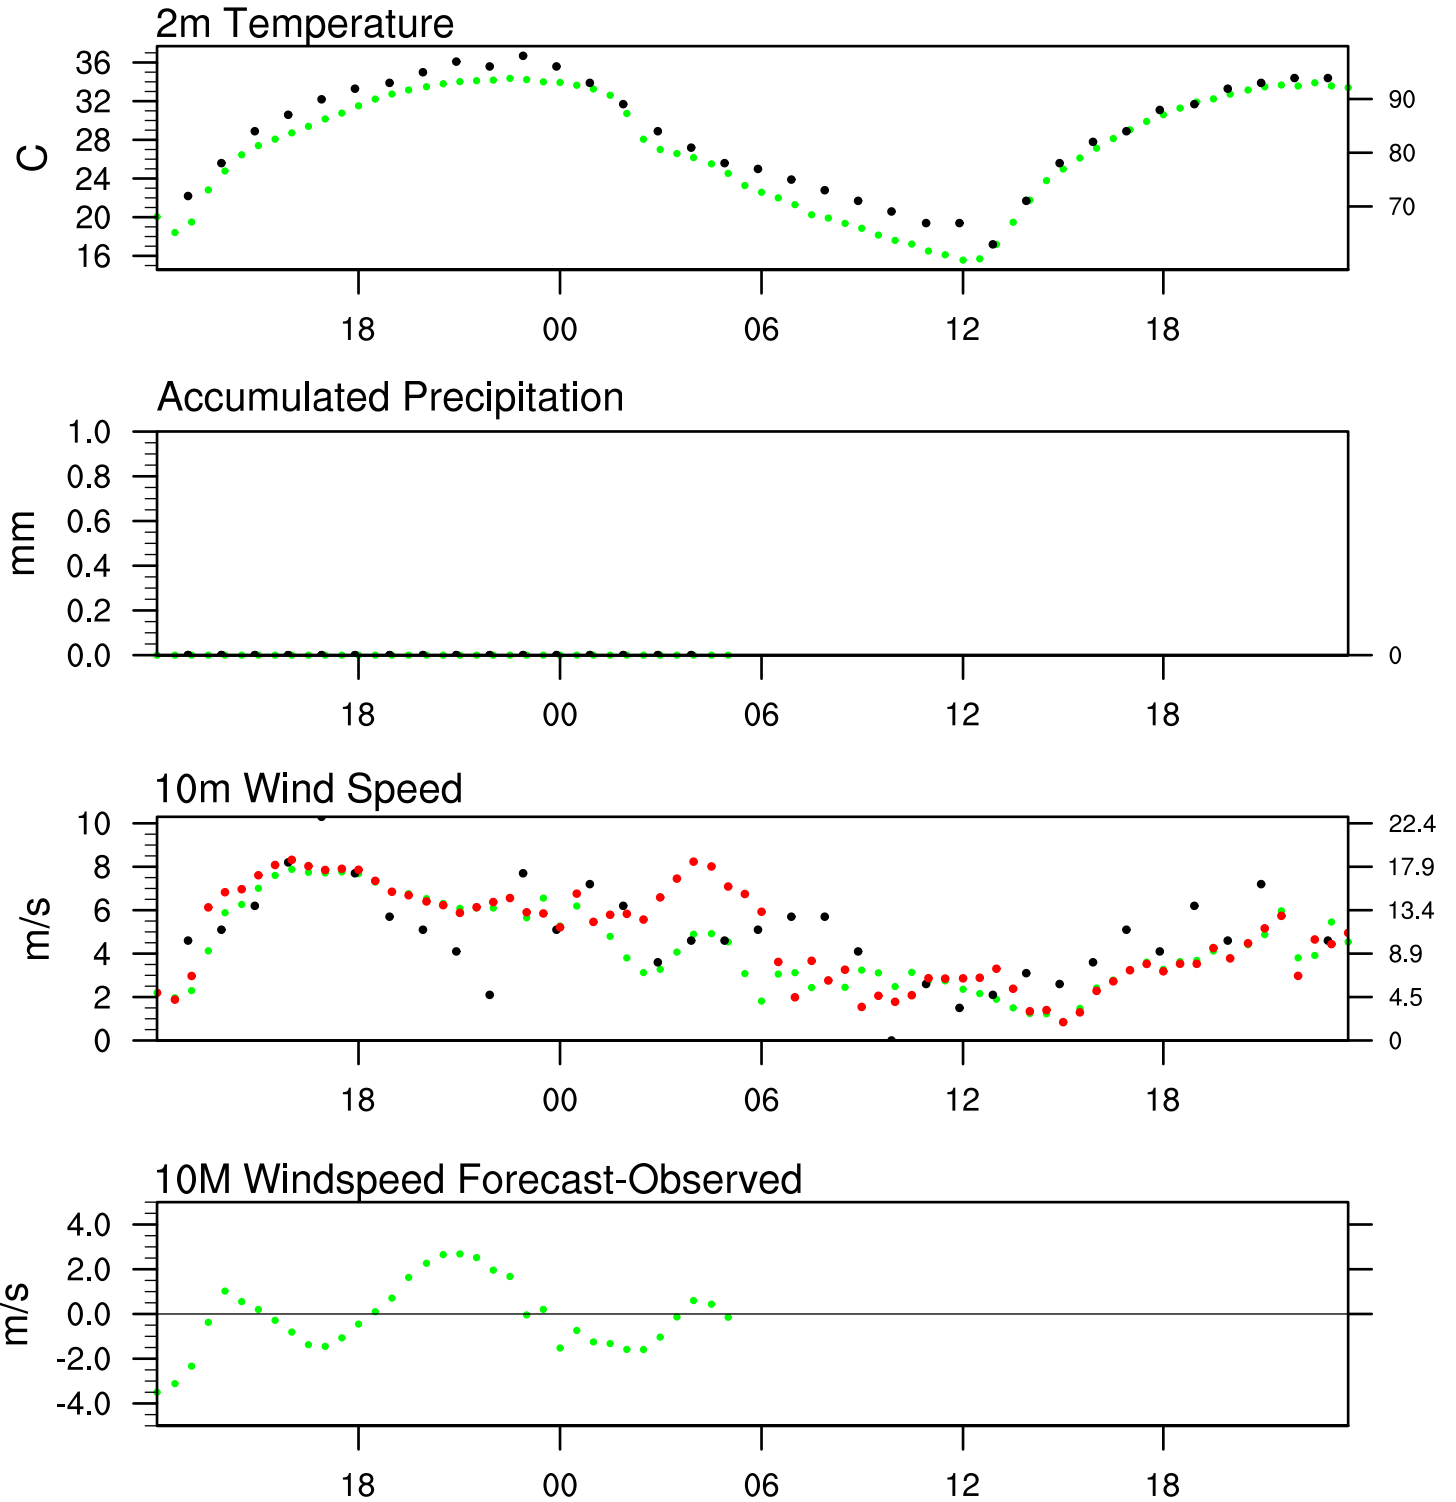 2m Temperature
36
32
28
24
20
16
C
90
80
70
18 00 06 12 18
Accumulated Precipitation
1.0
0.8
0.6
0.4
0.2
0.0
mm
0
18 00 06 12 18
10m Wind Speed
10
8
6
4
2
0
m/s
22.4
17.9
13.4
8.9
4.5
0
18 00 06 12 18
10M Windspeed Forecast-Observed
4.0
2.0
0.0
-2.0
-4.0
m/s
18 00 06 12 18